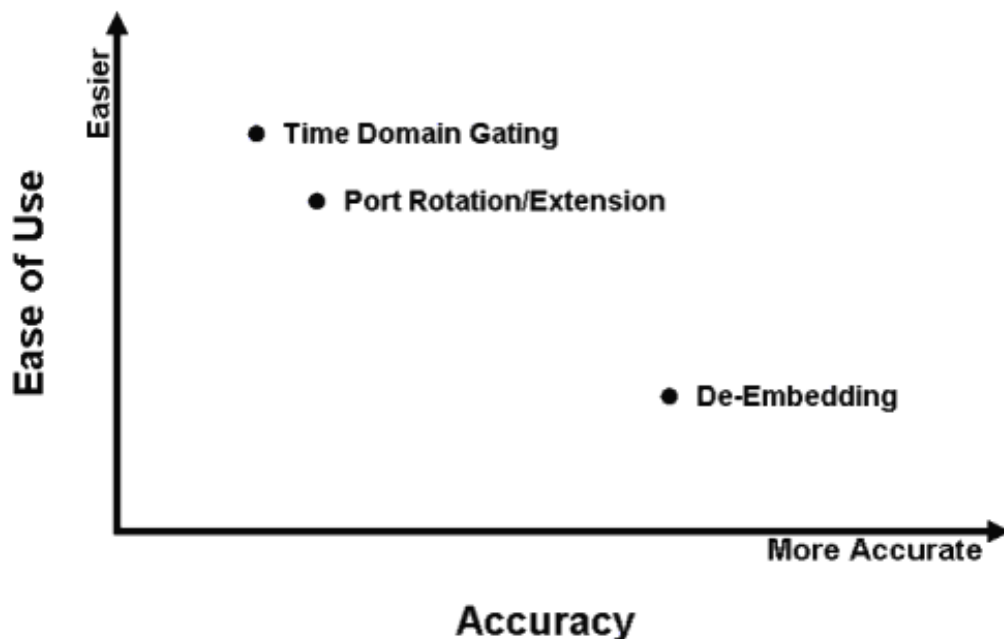 Easier
Ease of Use
Time Domain Gating
Port Rotation/Extension
De-Embedding
More Accurate
Accuracy